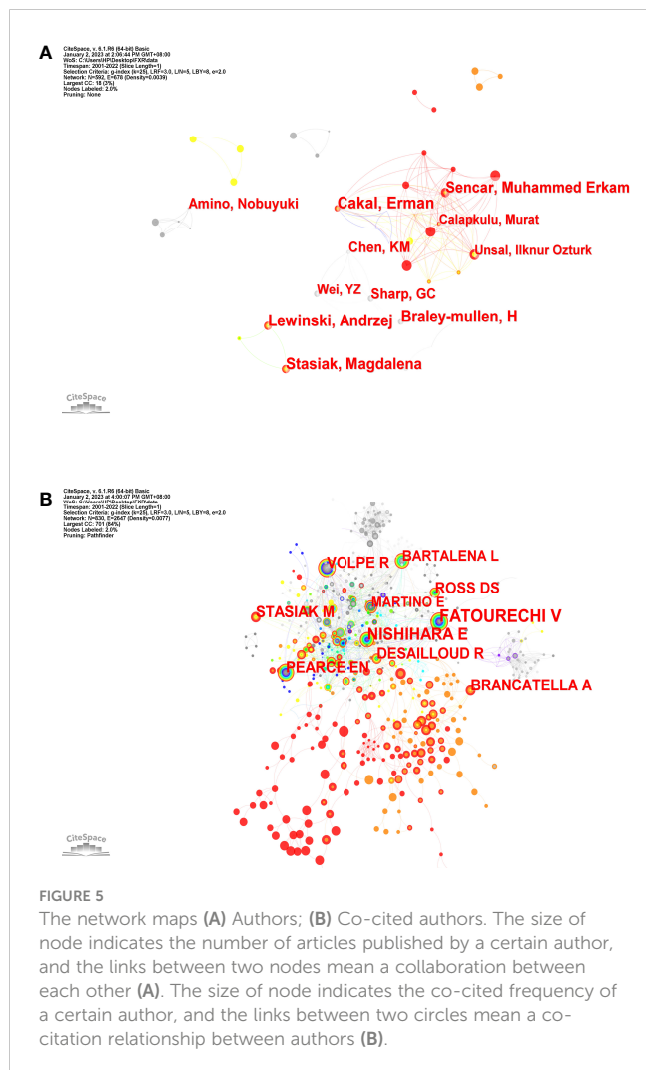 A
CiteSpace, v. 6.1.R6 (64-bit) Basic
January 2, 2023 at 2:06:44 PM GMT+08:00
WoS: C:\Users\HP\Desktop\FXR\data
Timespan: 2001-2022 (Slice Length=1)
Selection Criteria: g-index (k=25), LRF=3.0, L/N=5, LBY=8, e=2.0
Network: N=592, E=678 (Density=0.0039)
Largest CC: 18 (3%)
Nodes Labeled: 2.0%
Pruning: None
Sencar, Muhammed Erkam
Amino, Nobuyuki
Cakal, Erman
Calapkulu, Murat
Chen, KM
Unsal, Ilknur Ozturk
Wei, YZ
Sharp, GC
Lewinski, Andrzej
Braley-mullen, H
Stasiak, Magdalena
CiteSpace
B
CiteSpace, v. 6.1.R6 (64-bit) Basic
January 2, 2023 at 4:00:07 PM GMT+08:00
Timespan: 2001-2022 (Slice Length=1)
Selection Criteria: g-index (k=25), LRF=3.0, L/N=5, LBY=8, e=2.0
Network: N=830, E=2647 (Density=0.0077)
Largest CC: 701 (84%)
Nodes Labeled: 2.0%
Pruning: Pathfinder
VOLPE R
BARTALENA L
ROSS DS
MARTINO E
STASIAK M
FATOURECHI V
NISHIHARA E
DESAILLOUD R
PEARCE EN
BRANCATELLA A
CiteSpace
FIGURE 5
The network maps (A) Authors; (B) Co-cited authors. The size of
node indicates the number of articles published by a certain author,
and the links between two nodes mean a collaboration between
each other (A). The size of node indicates the co-cited frequency of
a certain author, and the links between two circles mean a co-
citation relationship between authors (B).